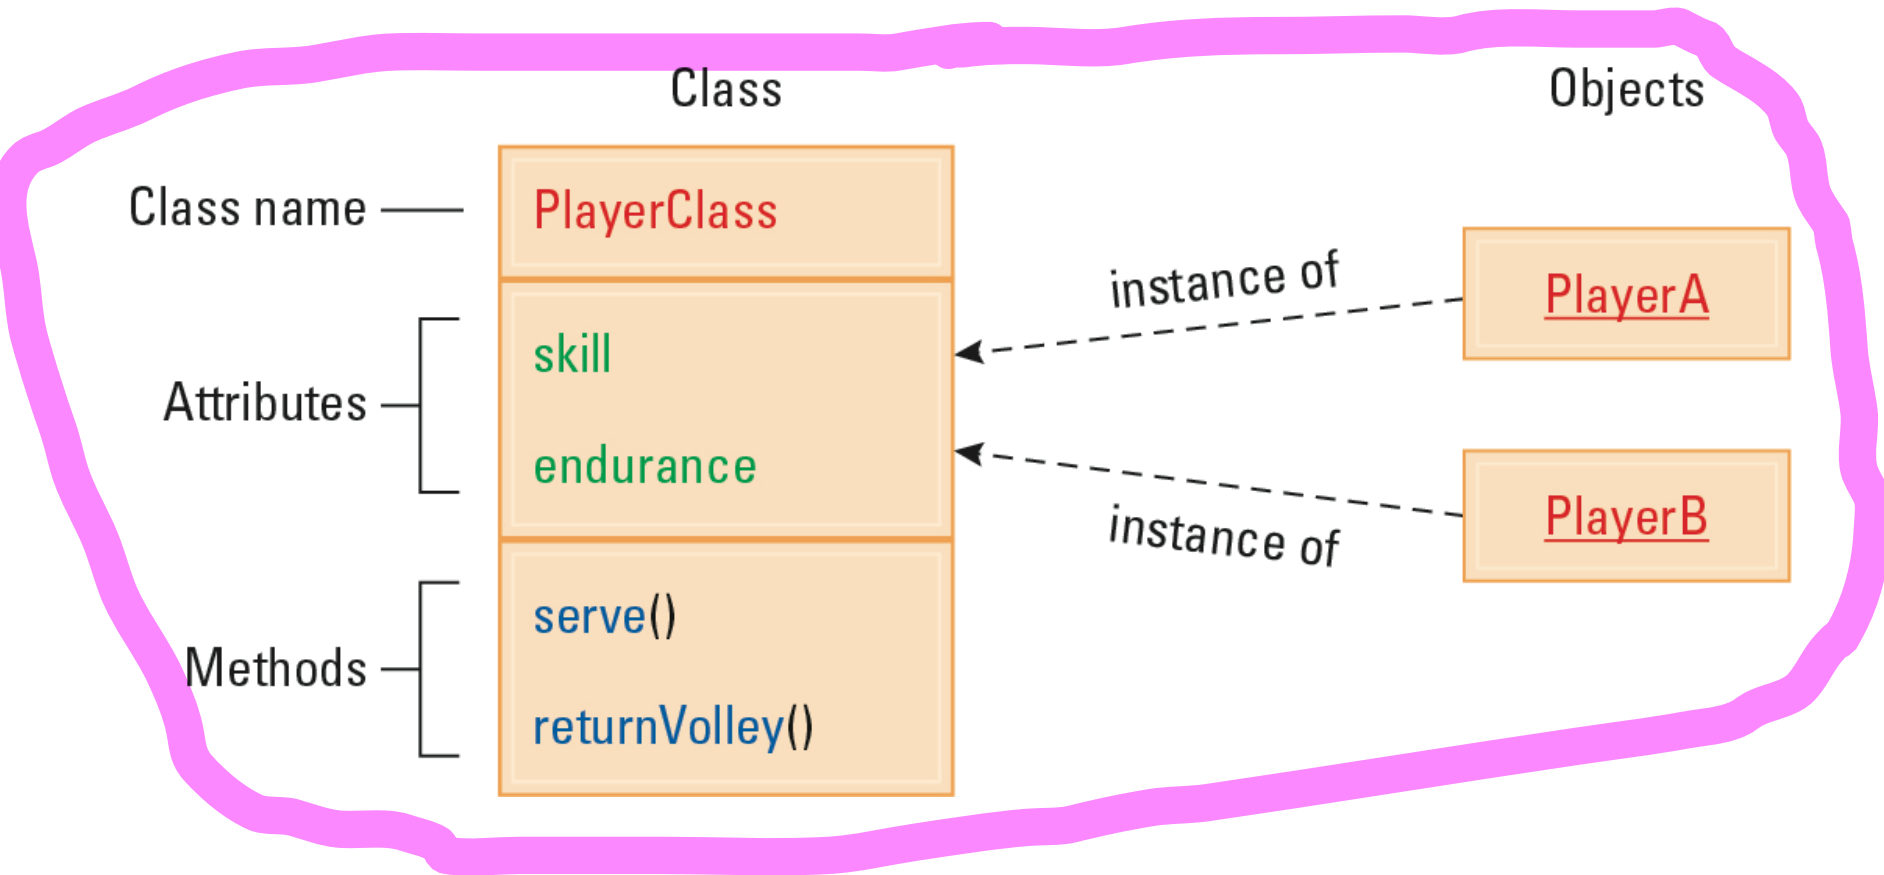 Class
Objects
Class name
PlayerClass
instance of
PlayerA
skill
Attributes
endurance
instance of
PlayerB
serve()
Methods
returnVolley()